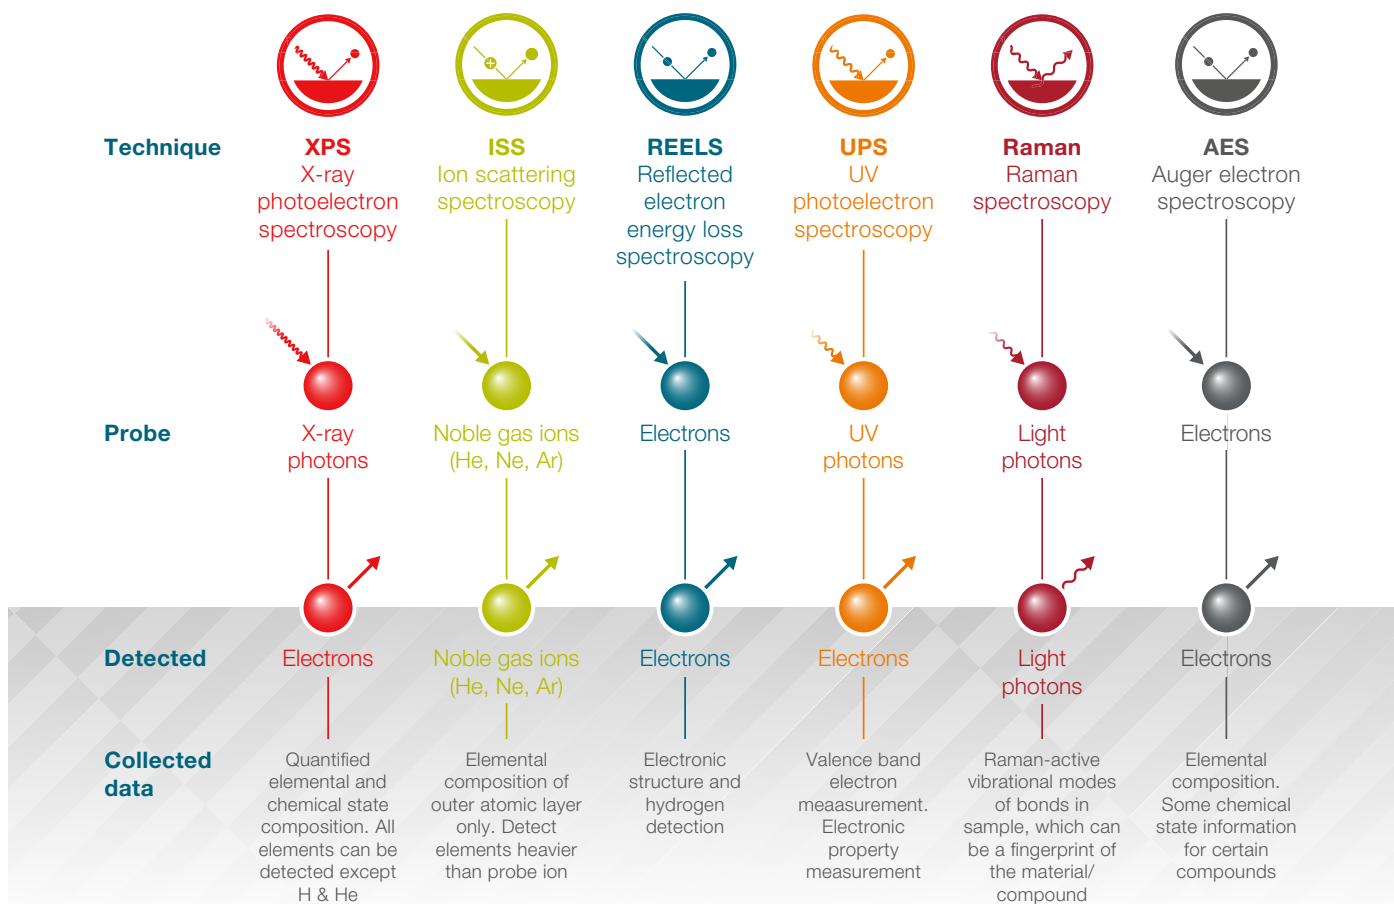 Technique
XPS
X-ray
photoelectron
spectroscopy
ISS
Ion scattering
spectroscopy
REELS
Reflected
electron
energy loss
spectroscopy
UPS
UV
photoelectron
spectroscopy
Raman
Raman
spectroscopy
AES
Auger electron
spectroscopy
Probe
X-ray
photons
Noble gas ions
(He, Ne, Ar)
Electrons
UV
photons
Light
photons
Electrons
Detected
Electrons
Noble gas ions
(He, Ne, Ar)
Electrons
Electrons
Light
photons
Electrons
Collected
data
Quantified
elemental and
chemical state
composition. All
elements can be
detected except
H & He
Elemental
composition of
outer atomic layer
only. Detect
elements heavier
than probe ion
Electronic
structure and
hydrogen
detection
Valence band
electron
meaasurement.
Electronic
property
measurement
Raman-active
vibrational modes
of bonds in
sample, which can
be a fingerprint of
the material/
compound
Elemental
composition.
Some chemical
state information
for certain
compounds